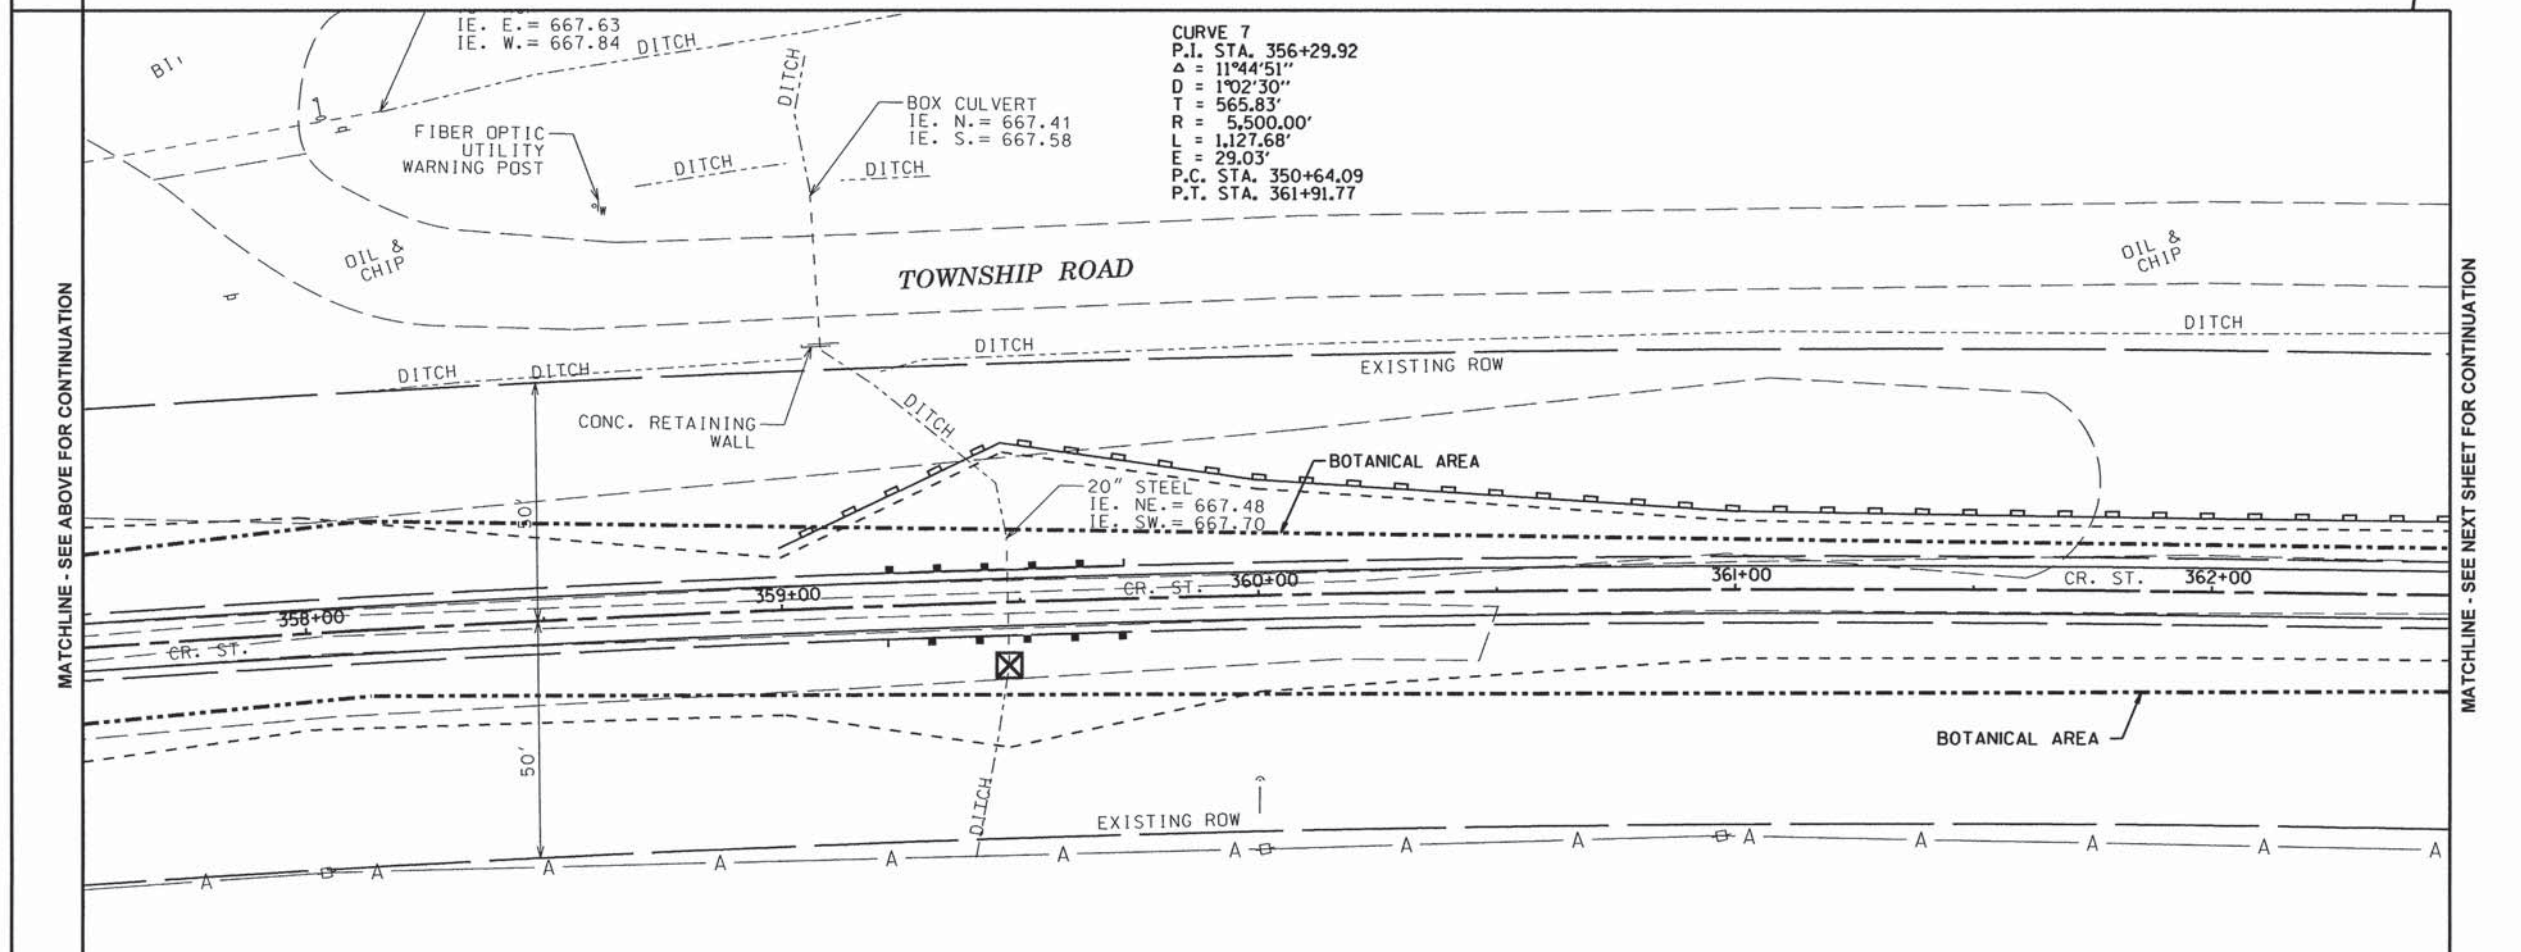 IE. E.= 667.63
IE. W.= 667.84
DITCH
DITCH
BOX CULVERT
IE. N.= 667.41
IE. S.= 667.58
CURVE 7
P.I. STA. 356+29.92
Δ = 11°44'51''
D = 1°02'30''
T = 565.83'
R = 5,500.00'
L = 1,127.68'
E = 29.03'
P.C. STA. 350+64.09
P.T. STA. 361+91.77
FIBER OPTIC
UTILITY
WARNING POST
W
DITCH
DITCH
OIL &
CHIP
TOWNSHIP ROAD
OIL &
CHIP
DITCH
DITCH
DITCH
DITCH
EXISTING ROW
CONC. RETAINING
WALL
DITCH
BOTANICAL AREA
20" STEEL
IE. NE.= 667.48
IE. SW.= 667.70
50'
358+00
359+00
360+00
361+00
362+00
CR. ST.
CR. ST.
CR. ST.
50'
DITCH
BOTANICAL AREA
EXISTING ROW
A A A A A A A A A A A A A A
MATCHLINE - SEE ABOVE FOR CONTINUATION
MATCHLINE - SEE NEXT SHEET FOR CONTINUATION